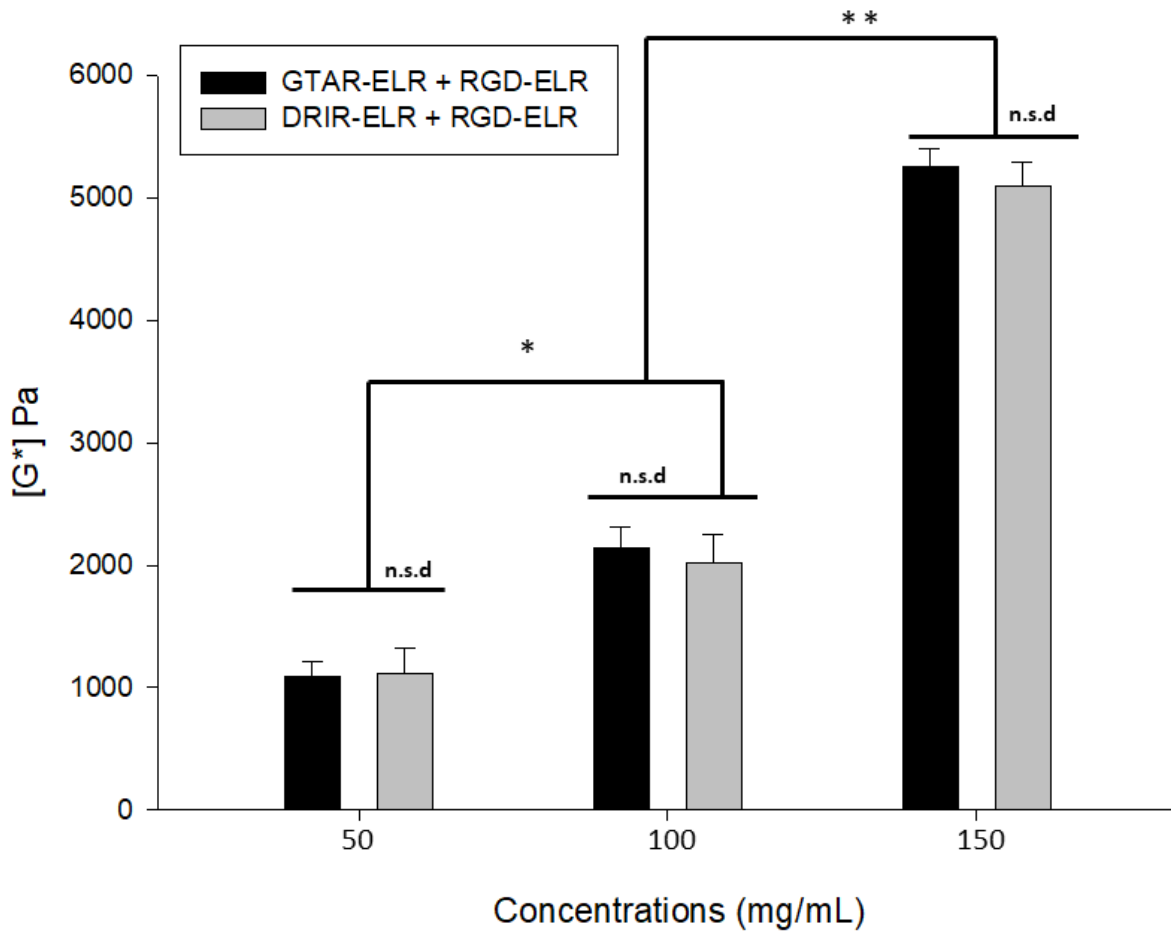 * *
6000
GTAR-ELR + RGD-ELR
DRIR-ELR + RGD-ELR
n.s.d
5000
4000
*
3000
[G*] Pa
n.s.d
2000
n.s.d
1000
0
50 100 150
Concentrations (mg/mL)